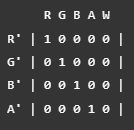 R G B A W
R' | 1 0 0 0 0 |
G' | 0 1 0 0 0 |
B' | 0 0 1 0 0 |
A' | 0 0 0 1 0 |